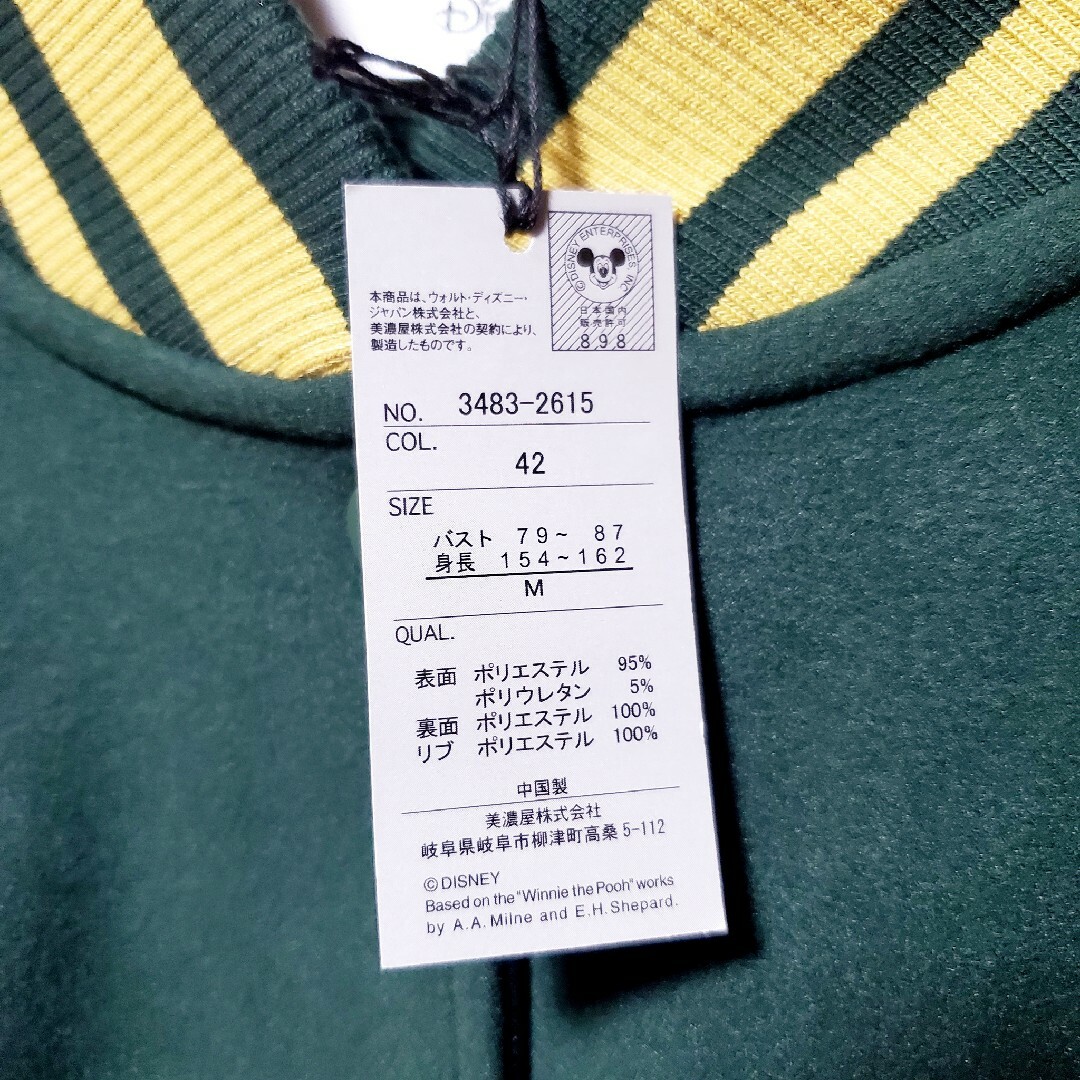 本商品は、ウォルト・ディズニー・
ジャパン株式会社と、
美濃屋株式会社の契約により、
製造したものです。
© DISNEY ENTERPRISES, INC
日本国内
販売許可
898
NO. 3483-2615
COL.
42
SIZE
バスト 79~ 87
身長 154~162
M
QUAL.
表面 ポリエステル 95%
ポリウレタン 5%
裏面 ポリエステル 100%
リブ ポリエステル 100%
中国製
美濃屋株式会社
岐阜県岐阜市柳津町高桑5-112
©DISNEY
Based on the "Winnie the Pooh" works
by A.A. Milne and E.H. Shepard.